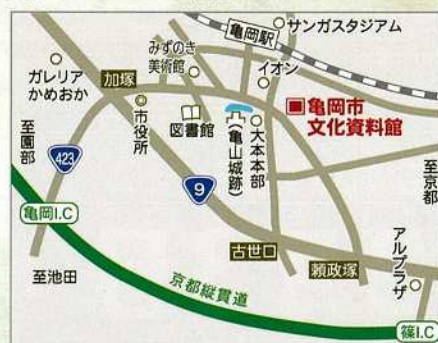 サンガスタジアム
亀岡駅
みずのき
美術館
イオン
ガレリア
かめおか
加塚
市役所
図書館
(亀山城跡)
大本本部
亀岡市
文化資料館
至園部
423
9
至京都
亀岡I.C
古世口
アルプラザ
頼政塚
至池田
京都縦貫道
篠I.C